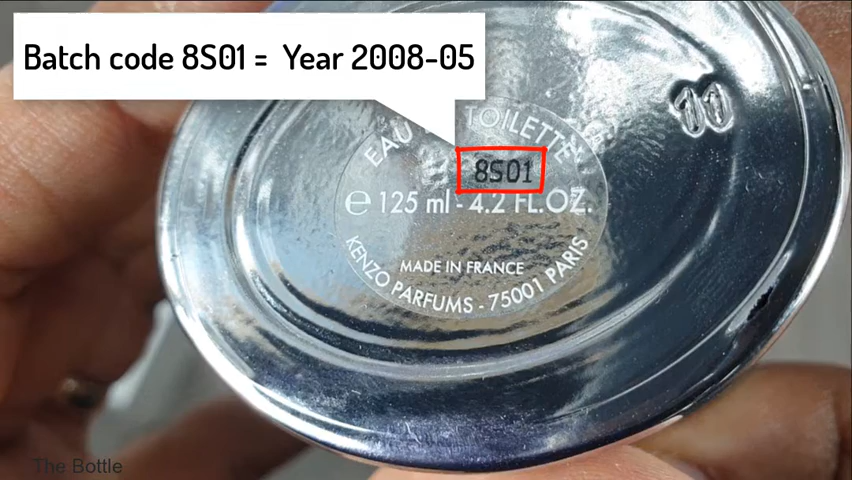 Batch code 8S01 = Year 2008-05
11
EAU TOILETTE
8S01
℮ 125 ml - 4.2 FL.OZ.
MADE IN FRANCE
KENZO PARFUMS - 75001 PARIS
The Bottle